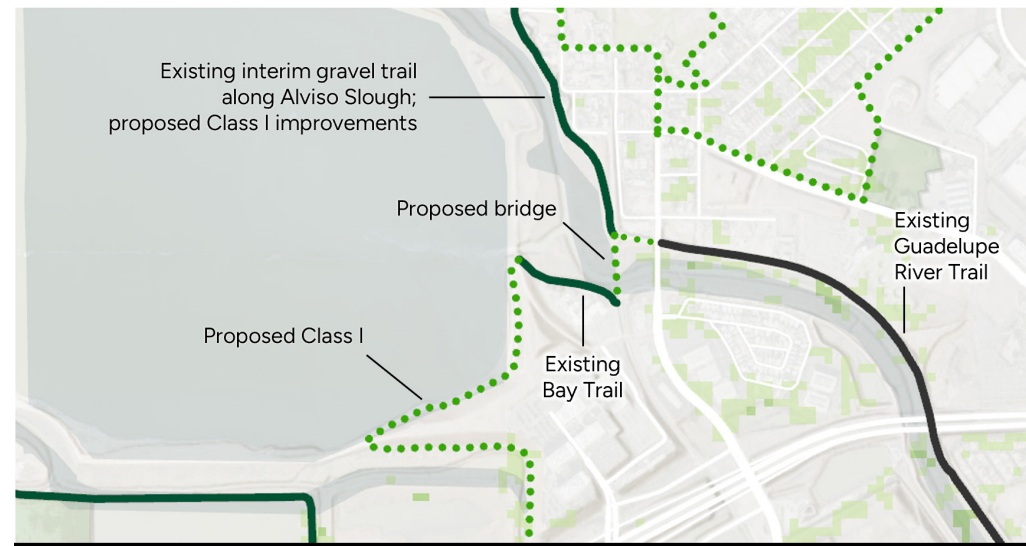 Existing interim gravel trail
along Alviso Slough;
proposed Class I improvements
Proposed bridge
Existing
Guadelupe
River Trail
Proposed Class I
Existing
Bay Trail